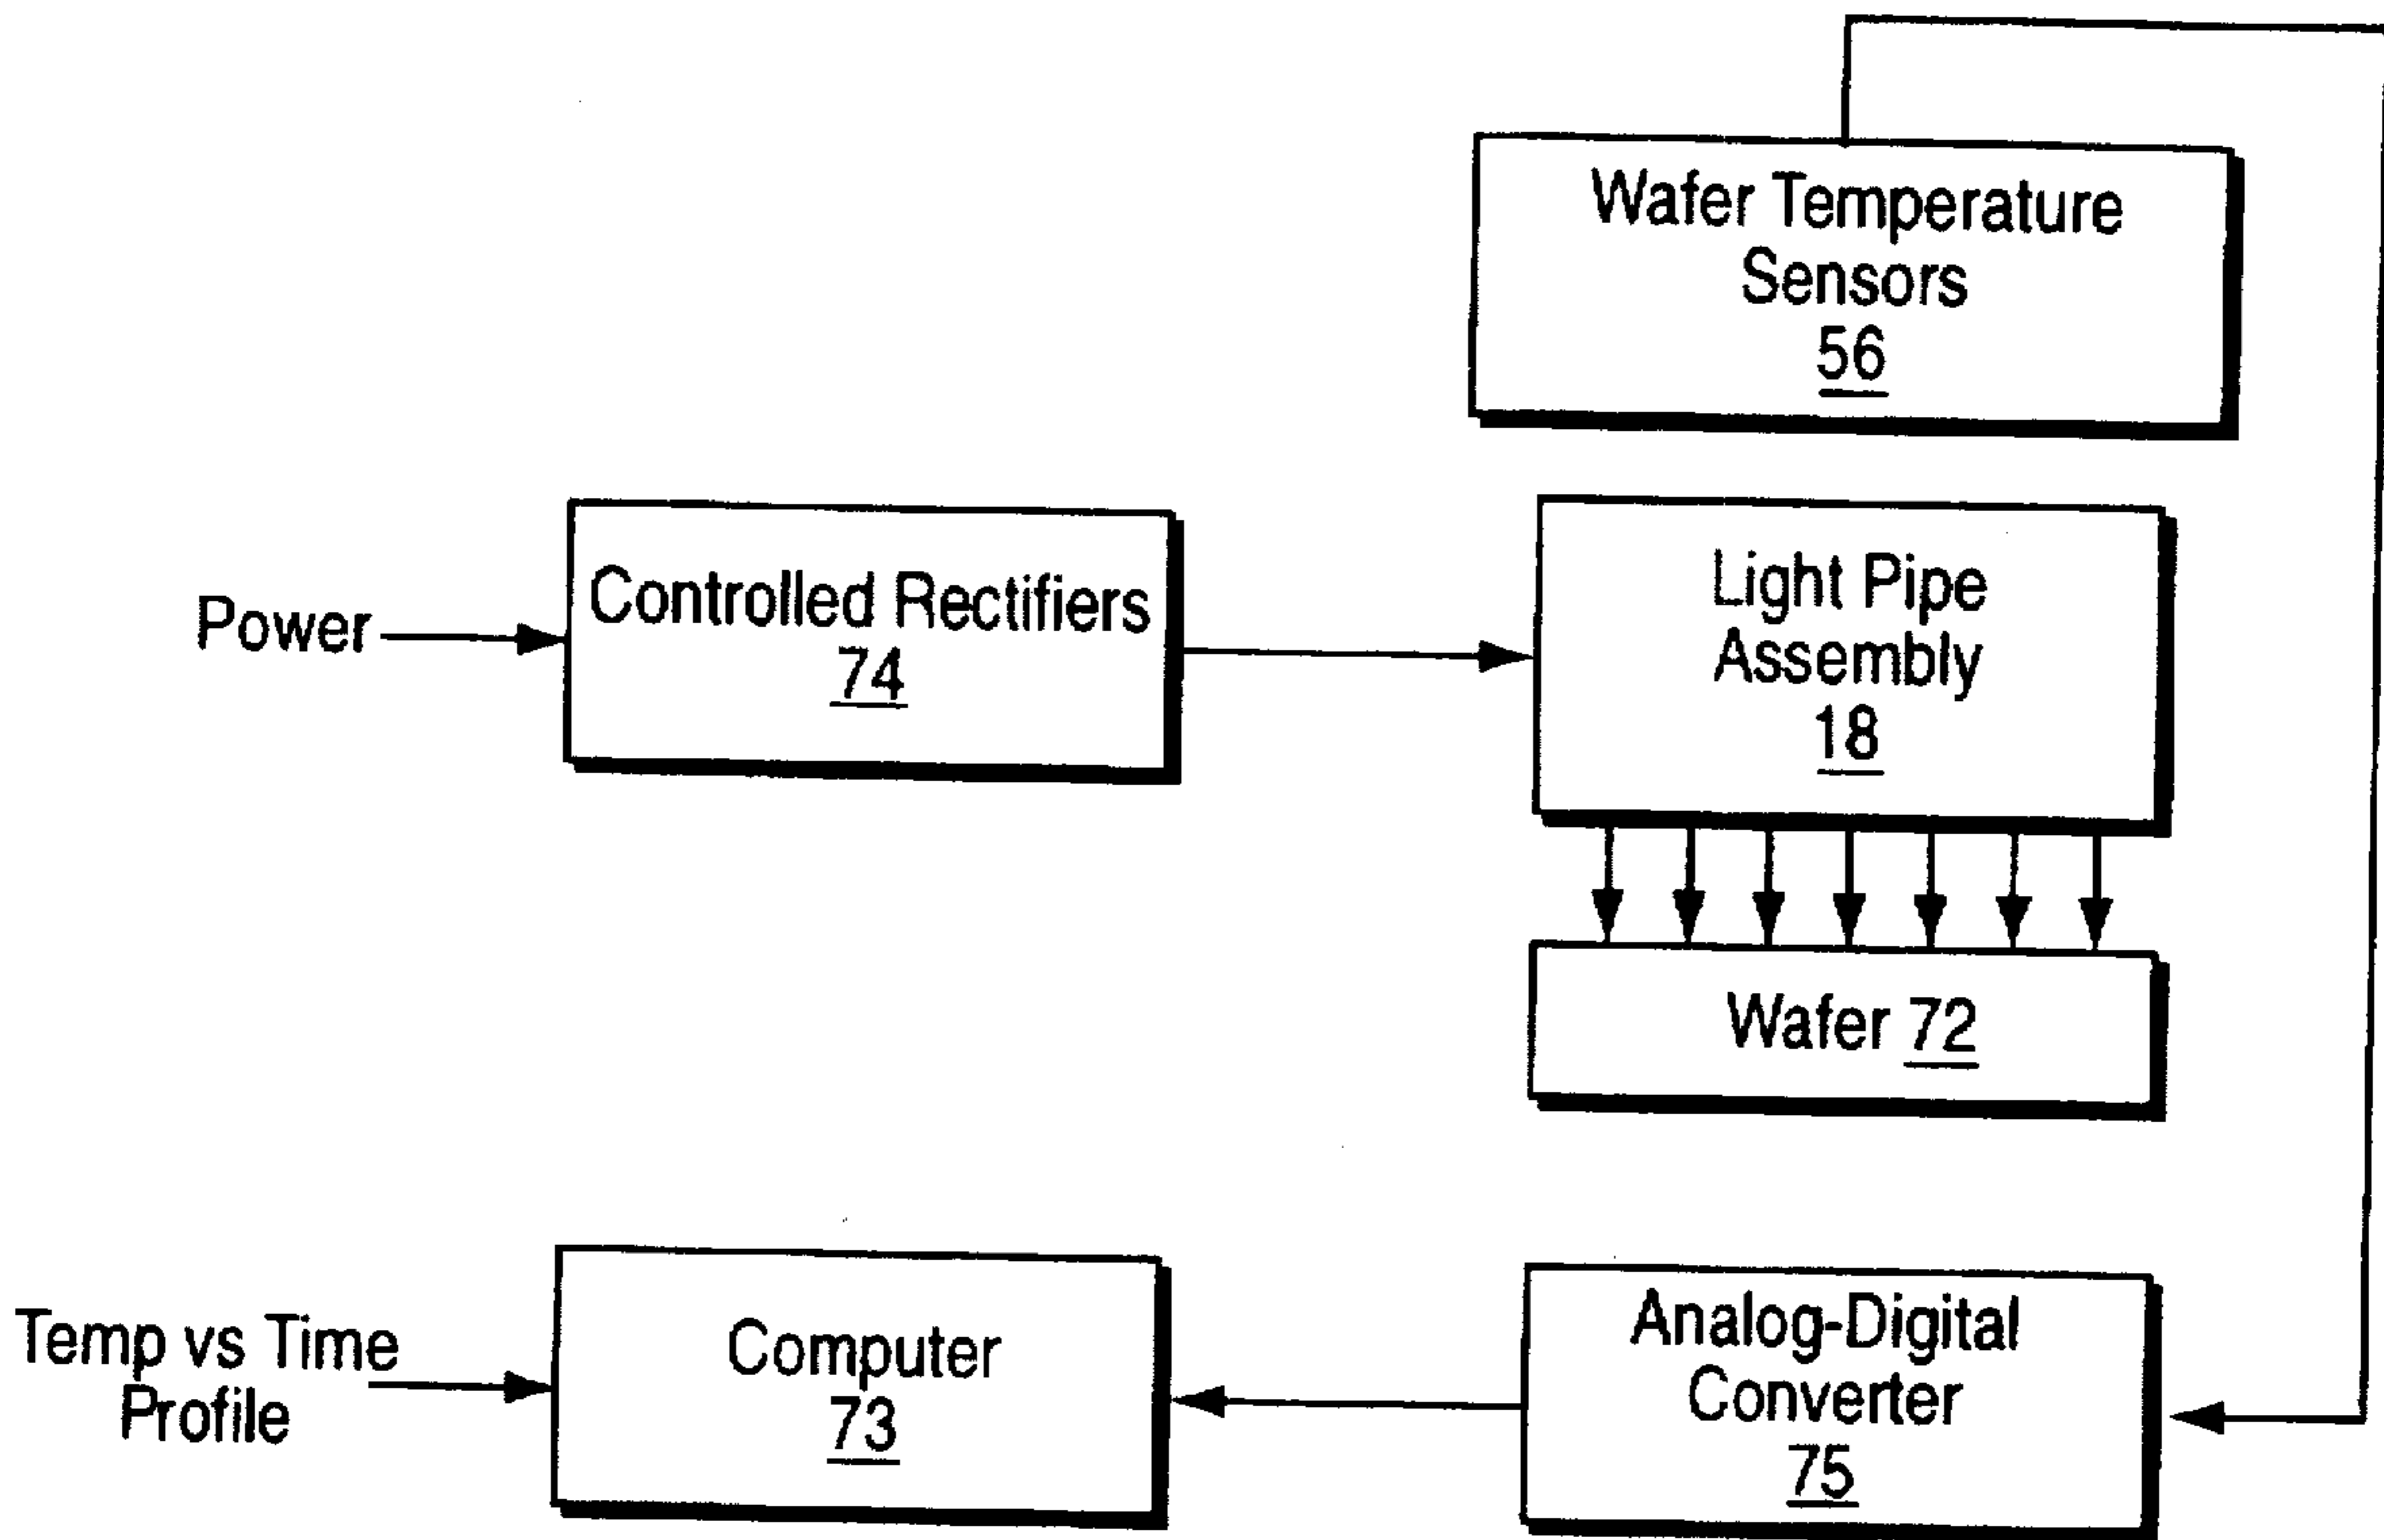 Wafer Temperature
Sensors
56
Power
Controlled Rectifiers
74
Light Pipe
Assembly
18
Wafer 72
Temp vs Time
Profile
Computer
73
Analog-Digital
Converter
75